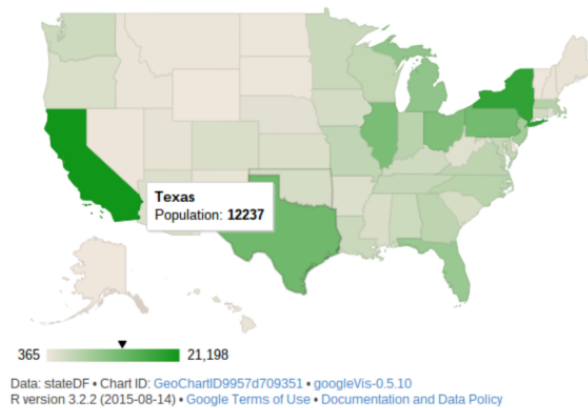 Texas
Population: 12237
365 21,198
Data: stateDF • Chart ID: GeoChartID9957d709351 • googleVis-0.5.10
R version 3.2.2 (2015-08-14) • Google Terms of Use • Documentation and Data Policy